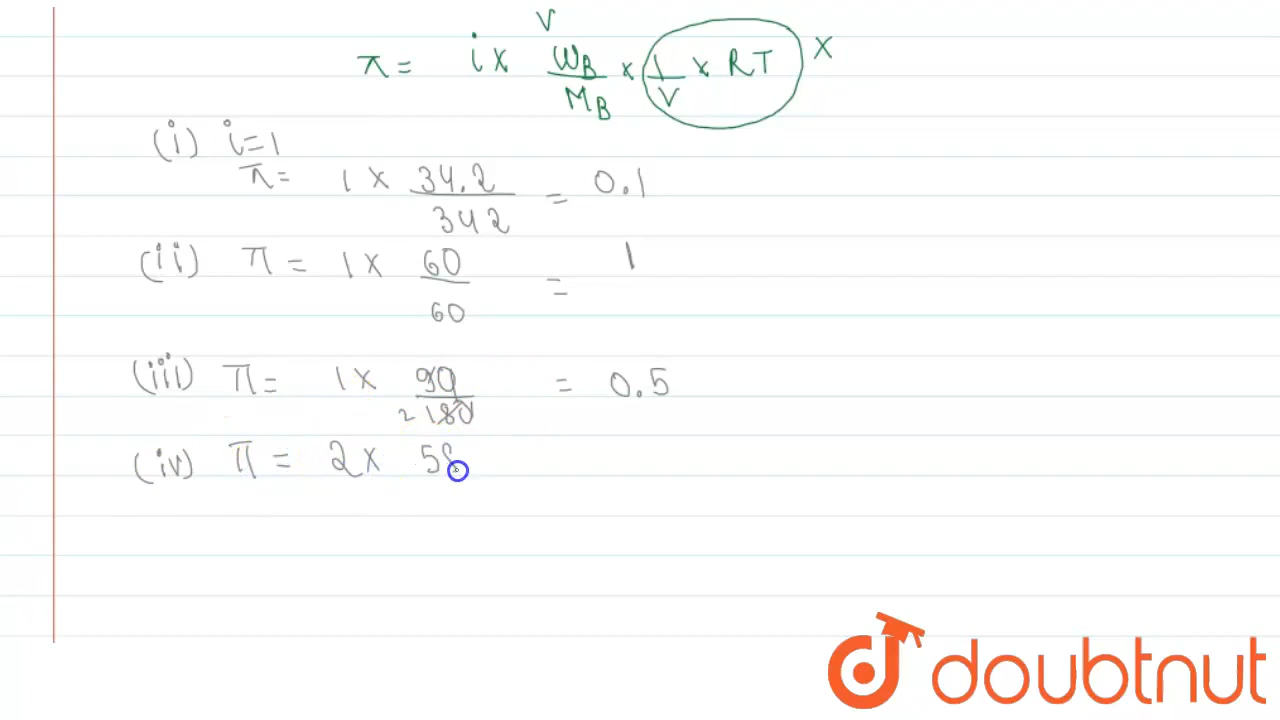 π = i × W_B/M_B × 1/V × RT ×
(i) i=1
π = 1 × 34.2/342 = 0.1
(ii) π = 1 × 60/60 = 1
(iii) π = 1 × 90/180 2 = 0.5
(iv) π = 2 × 58
doubtnut